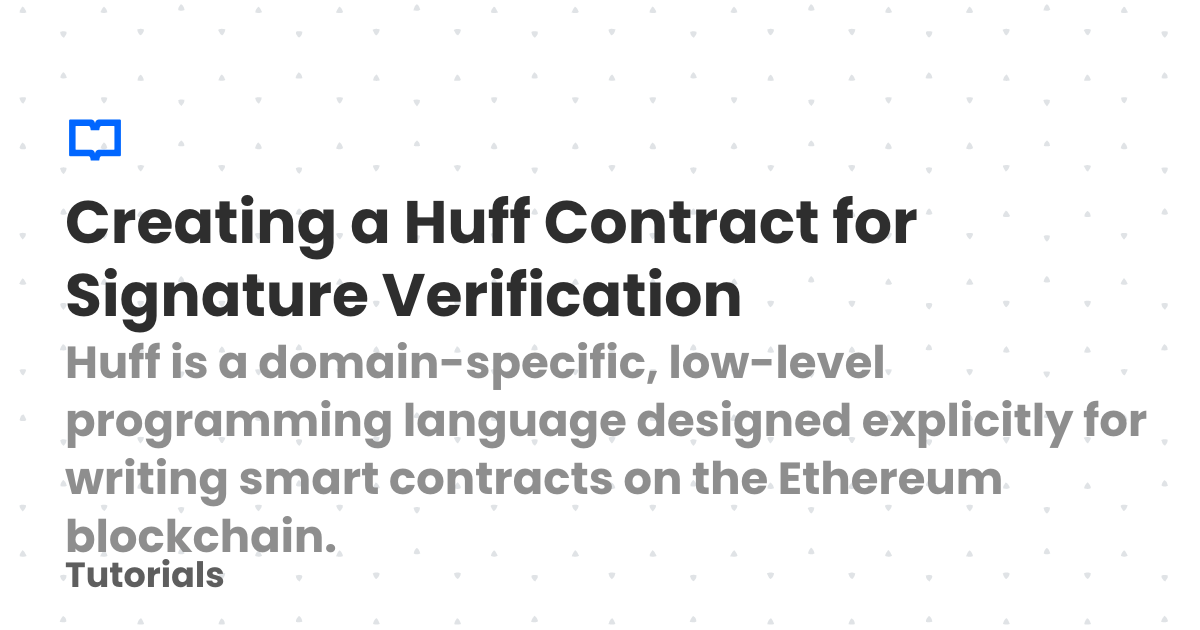 Creating a Huff Contract for
Signature Verification
Huff is a domain-specific, low-level
programming language designed explicitly for
writing smart contracts on the Ethereum
blockchain.
Tutorials